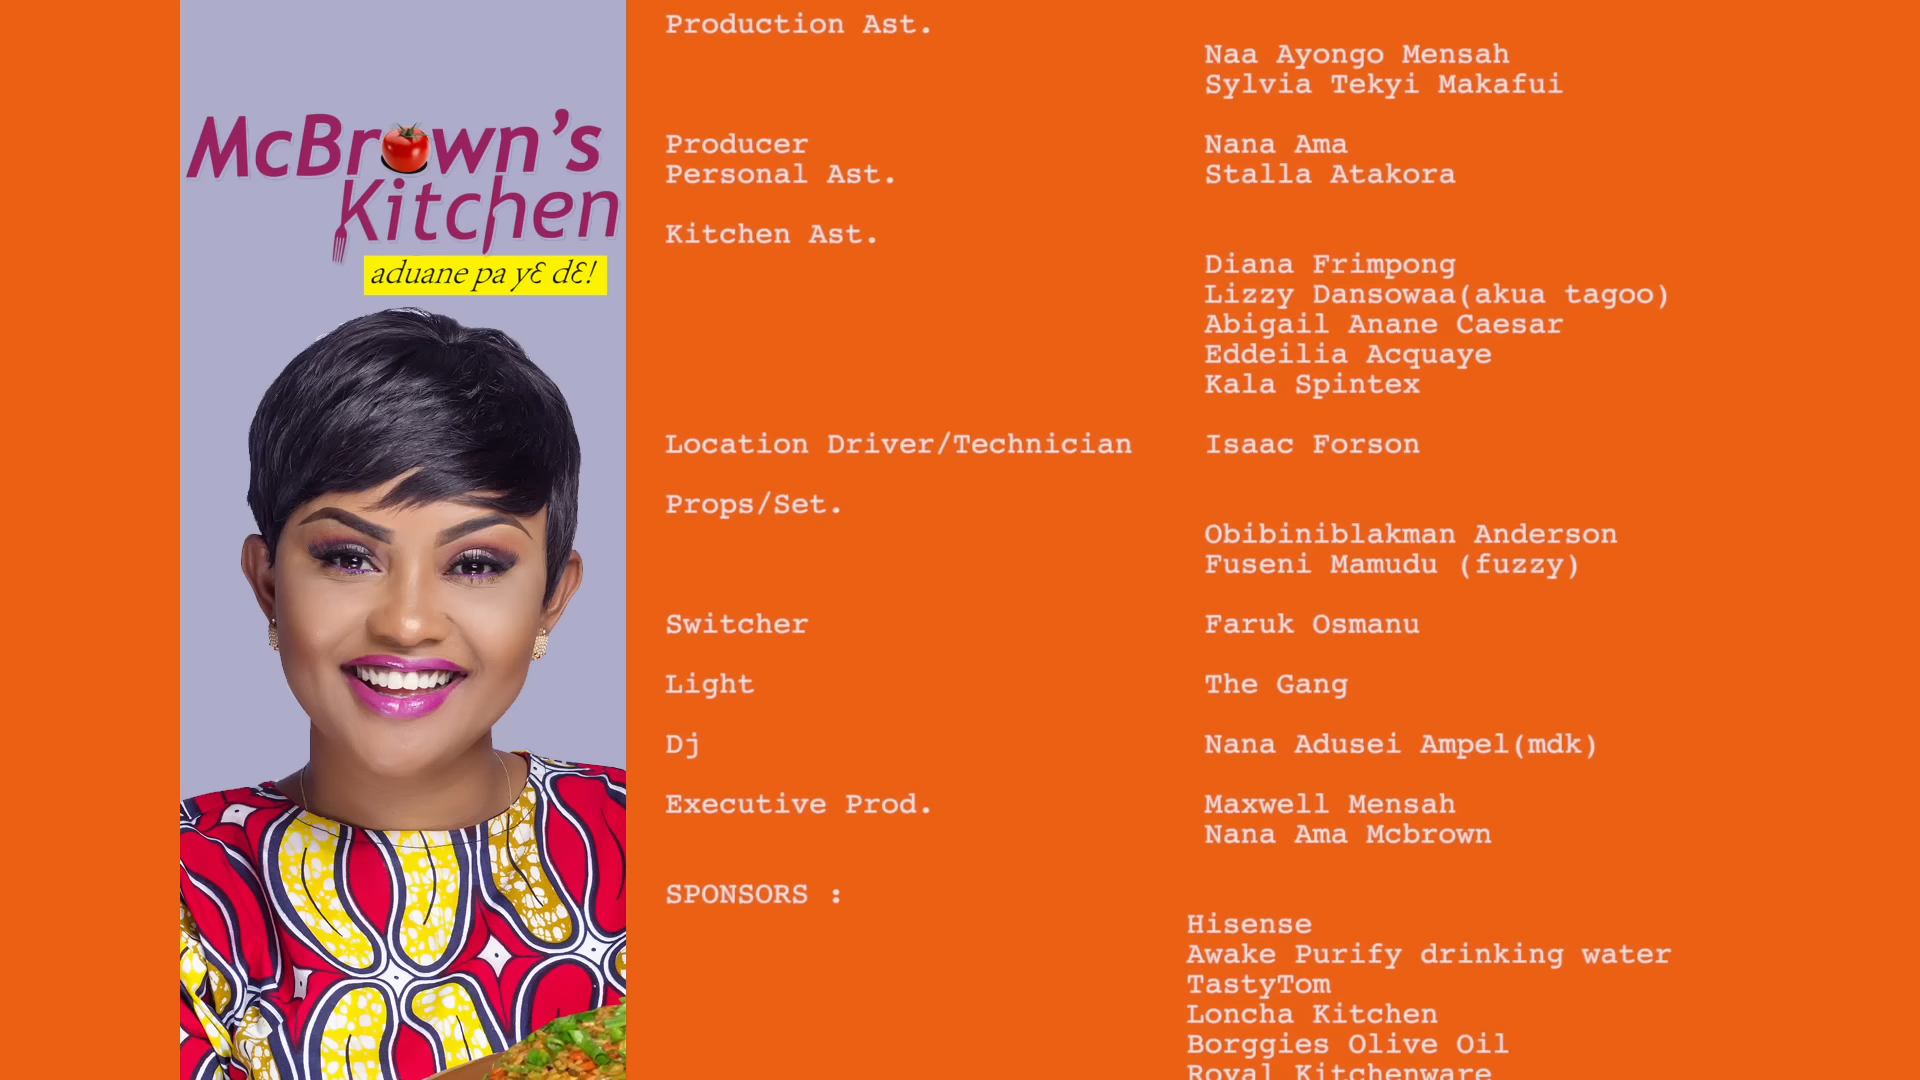 McBrown's
Kitchen
aduane pa yɛ dɛ!
Production Ast.
Naa Ayongo Mensah
Sylvia Tekyi Makafui
Producer Nana Ama
Personal Ast. Stalla Atakora
Kitchen Ast.
Diana Frimpong
Lizzy Dansowaa(akua tagoo)
Abigail Anane Caesar
Eddeilia Acquaye
Kala Spintex
Location Driver/Technician Isaac Forson
Props/Set.
Obibiniblakman Anderson
Fuseni Mamudu (fuzzy)
Switcher Faruk Osmanu
Light The Gang
Dj Nana Adusei Ampel(mdk)
Executive Prod. Maxwell Mensah
Nana Ama Mcbrown
SPONSORS :
Hisense
Awake Purify drinking water
TastyTom
Loncha Kitchen
Borggies Olive Oil
Royal Kitchenware